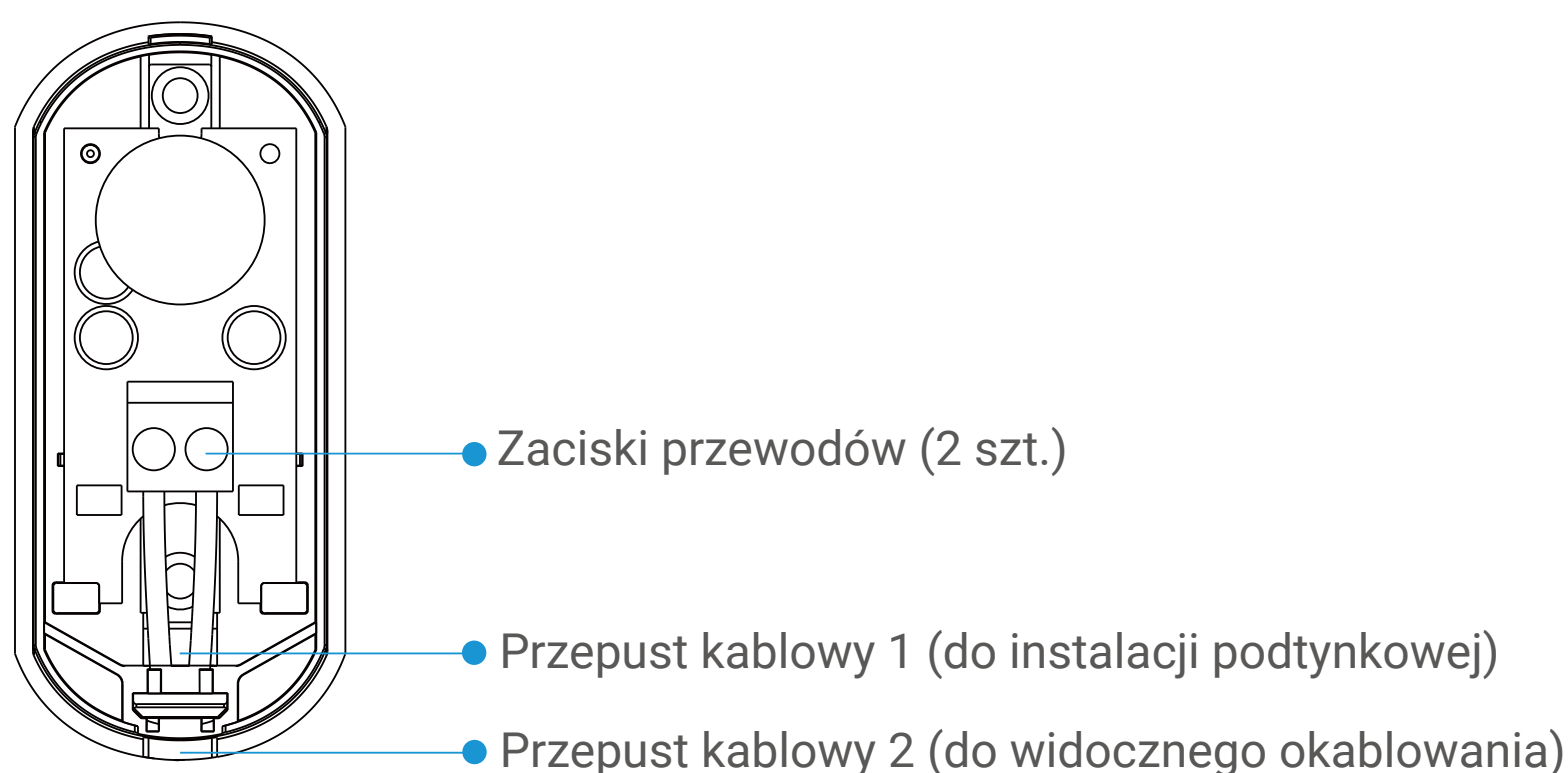 Zaciski przewodów (2 szt.)
Przepust kablowy 1 (do instalacji podtynkowej)
Przepust kablowy 2 (do widocznego okablowania)